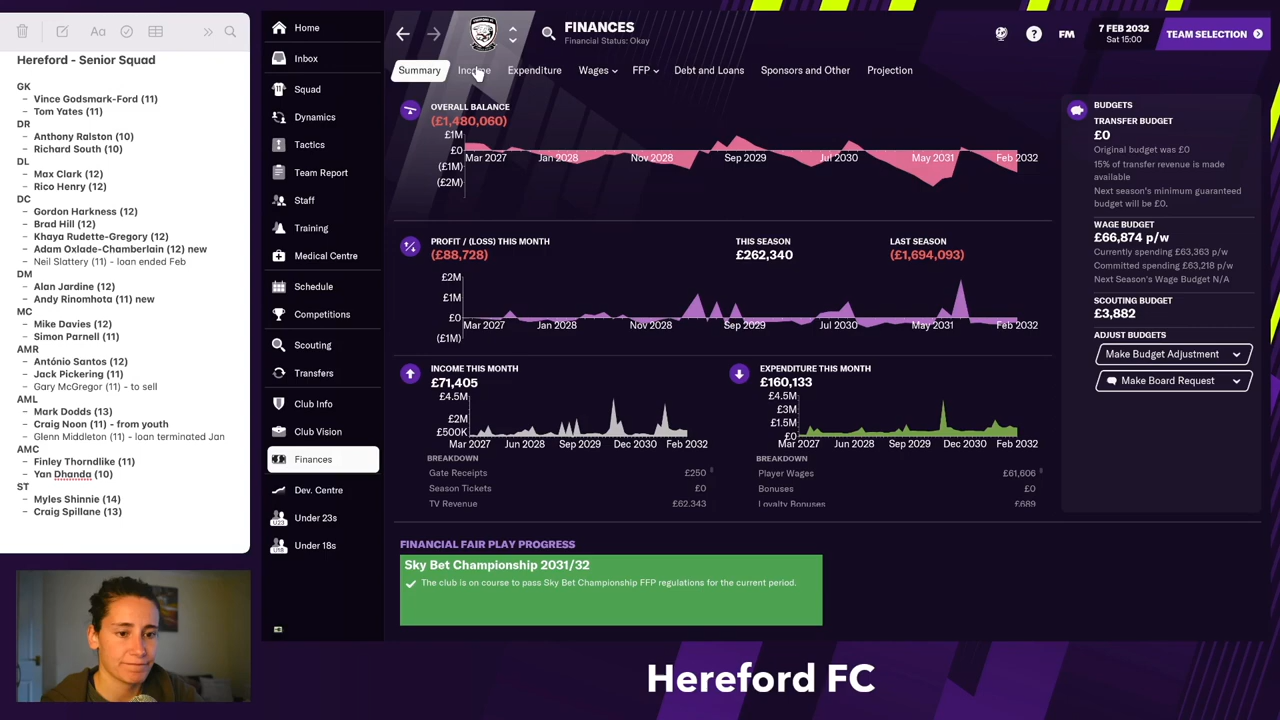 Hereford - Senior Squad
GK
- Vince Godsmark-Ford (11)
- Tom Yates (11)
DR
- Anthony Ralston (10)
- Richard South (10)
DL
- Max Clark (12)
- Rico Henry (12)
DC
- Gordon Harkness (12)
- Brad Hill (12)
- Khaya Rudette-Gregory (12)
- Adam Oxlade-Chamberlain (12) new
- Neil Slattery (11) - loan ended Feb
DM
- Alan Jardine (12)
- Andy Rinomhota (11) new
MC
- Mike Davies (12)
- Simon Parnell (11)
AMR
- António Santos (12)
- Jack Pickering (11)
- Gary McGregor (11) - to sell
AML
- Mark Dodds (13)
- Craig Noon (11) - from youth
- Glenn Middleton (11) - loan terminated Jan
AMC
- Finley Thorndlike (11)
- Yan Dhanda (10)
ST
- Myles Shinnie (14)
- Craig Spillane (13)
Home
Inbox
Squad
Dynamics
Tactics
Team Report
Staff
Training
Medical Centre
Schedule
Competitions
Scouting
Transfers
Club Info
Club Vision
Finances
Dev. Centre
Under 23s
Under 18s
FINANCES
Financial Status: Okay
FM
7 FEB 2032
Sat 15:00
TEAM SELECTION
Summary Income Expenditure Wages FFP Debt and Loans Sponsors and Other Projection
OVERALL BALANCE
(£1,480,060)
£1M
£0
(£1M)
(£2M)
Mar 2027 Jan 2028 Nov 2028 Sep 2029 Jul 2030 May 2031 Feb 2032
PROFIT / (LOSS) THIS MONTH
(£88,728)
THIS SEASON
£262,340
LAST SEASON
(£1,694,093)
£2M
£1M
£0
(£1M)
Mar 2027 Jan 2028 Nov 2028 Sep 2029 Jul 2030 May 2031 Feb 2032
INCOME THIS MONTH
£71,405
£4.5M
£2M
£500K
Mar 2027 Jun 2028 Sep 2029 Dec 2030 Feb 2032
BREAKDOWN
Gate Receipts £250
Season Tickets £0
TV Revenue £62,343
EXPENDITURE THIS MONTH
£160,133
£4.5M
£3M
£1.5M
£0
Mar 2027 Jun 2028 Sep 2029 Dec 2030 Feb 2032
BREAKDOWN
Player Wages £61,606
Bonuses £0
Loyalty Bonuses £689
BUDGETS
TRANSFER BUDGET
£0
Original budget was £0
15% of transfer revenue is made
available
Next season's minimum guaranteed
budget will be £0.
WAGE BUDGET
£66,874 p/w
Currently spending £63,363 p/w
Committed spending £63,218 p/w
Next Season's Wage Budget N/A
SCOUTING BUDGET
£3,882
ADJUST BUDGETS
Make Budget Adjustment
Make Board Request
FINANCIAL FAIR PLAY PROGRESS
Sky Bet Championship 2031/32
The club is on course to pass Sky Bet Championship FFP regulations for the current period.
Hereford FC